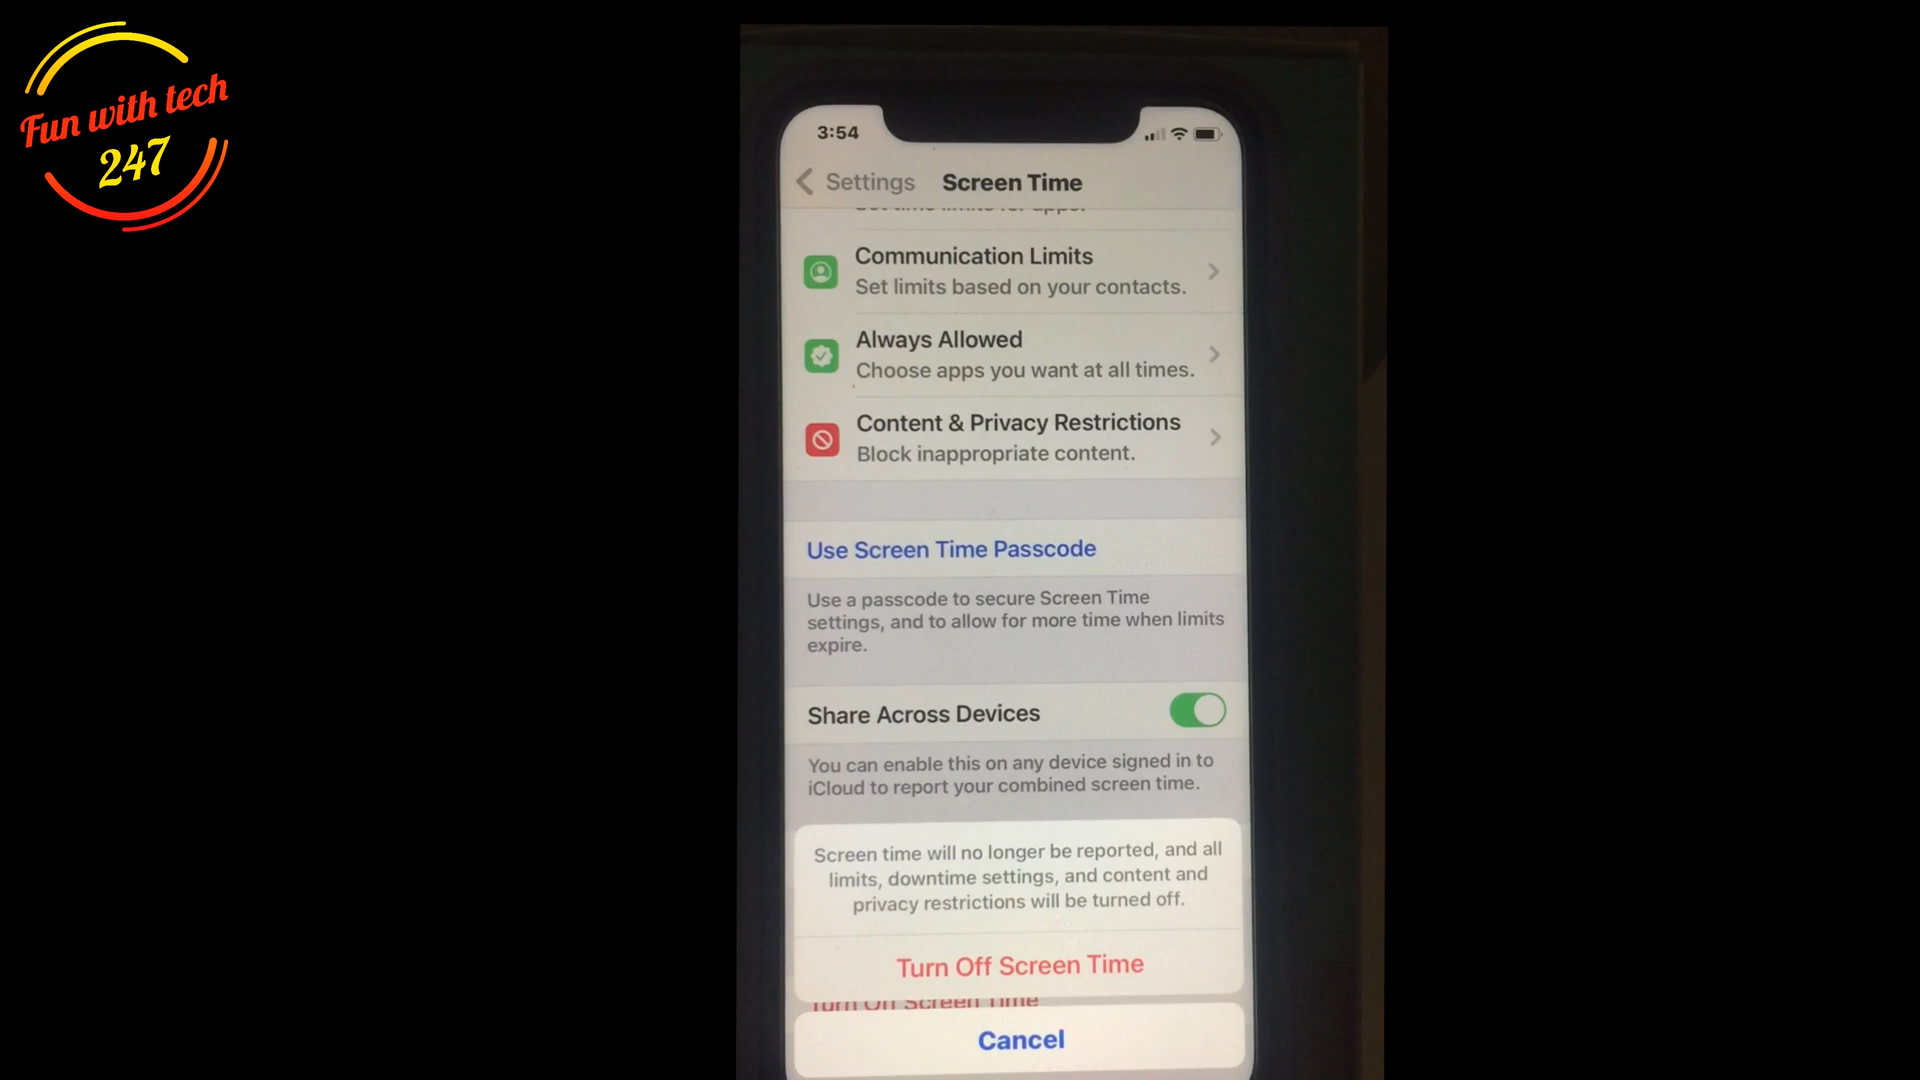 Fun with tech
247
3:54
Settings
Screen Time
Set time limits for apps.
Communication Limits
Set limits based on your contacts.
Always Allowed
Choose apps you want at all times.
Content & Privacy Restrictions
Block inappropriate content.
Use Screen Time Passcode
Use a passcode to secure Screen Time
settings, and to allow for more time when limits
expire.
Share Across Devices
You can enable this on any device signed in to
iCloud to report your combined screen time.
Screen time will no longer be reported, and all
limits, downtime settings, and content and
privacy restrictions will be turned off.
Turn Off Screen Time
Turn Off Screen Time
Cancel